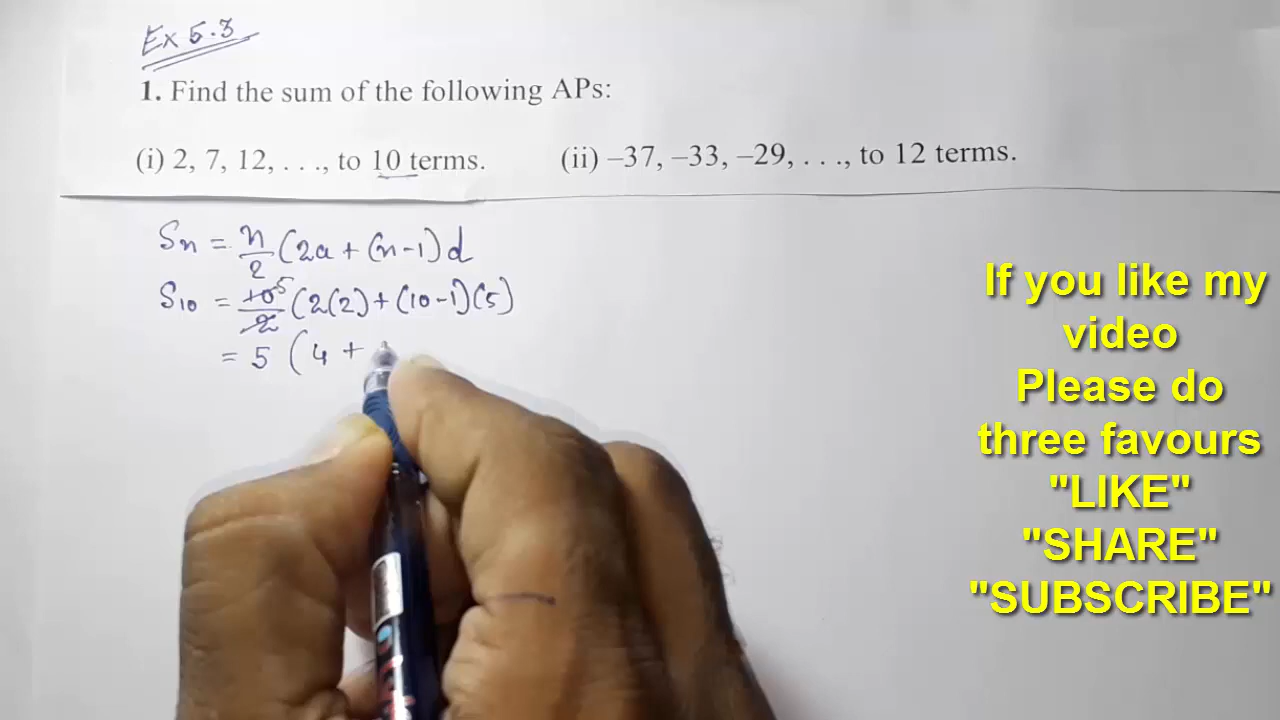 Ex 5.3
1. Find the sum of the following APs:
(i) 2, 7, 12, . . ., to 10 terms. (ii) –37, –33, –29, . . ., to 12 terms.
Sn = n/2 (2a + (n-1)d
S10 = 10/2 5 (2(2) + (10-1)(5)
= 5 (4 +
If you like my
video
Please do
three favours
"LIKE"
"SHARE"
"SUBSCRIBE"